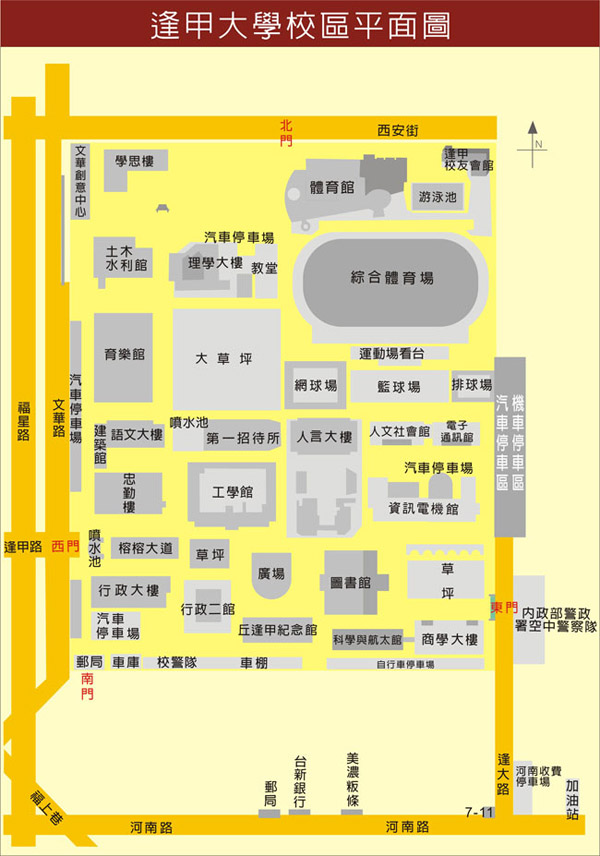 逢甲大學校區平面圖
北門
西安街
N
文華創意中心
學思樓
體育館
逢甲
校友會館
游泳池
汽車停車場
土木
水利館
理學大樓
教堂
綜合體育場
育樂館
大草坪
運動場看台
網球場
籃球場
排球場
汽車停車場
文華路
福星路
機車停車區
汽車停車區
建築館
語文大樓
噴水池
第一招待所
人言大樓
人文社會館
電子
通訊館
汽車停車場
忠勤樓
工學館
資訊電機館
逢甲路
西門
噴水池
榕榕大道
草坪
廣場
圖書館
草坪
行政大樓
行政二館
東門
內政部警政
署空中警察隊
汽車
停車場
丘逢甲紀念館
科學與航太館
商學大樓
郵局
車庫
校警隊
車棚
自行車停車場
南門
逢大路
河南收費
停車場
加油站
福上巷
郵局
台新銀行
美濃粄條
7-11
河南路
河南路